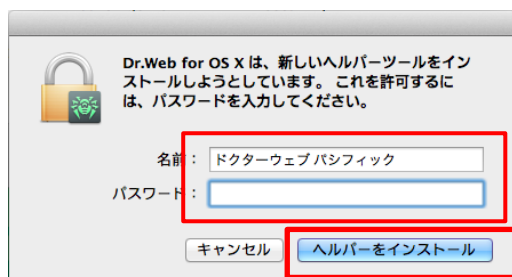 Dr.Web for OS X は、新しいヘルパーツールをイン
ストールしようとしています。 これを許可するに
は、パスワードを入力してください。
名前： ドクターウェブ パシフィック
パスワード：
キャンセル ヘルパーをインストール